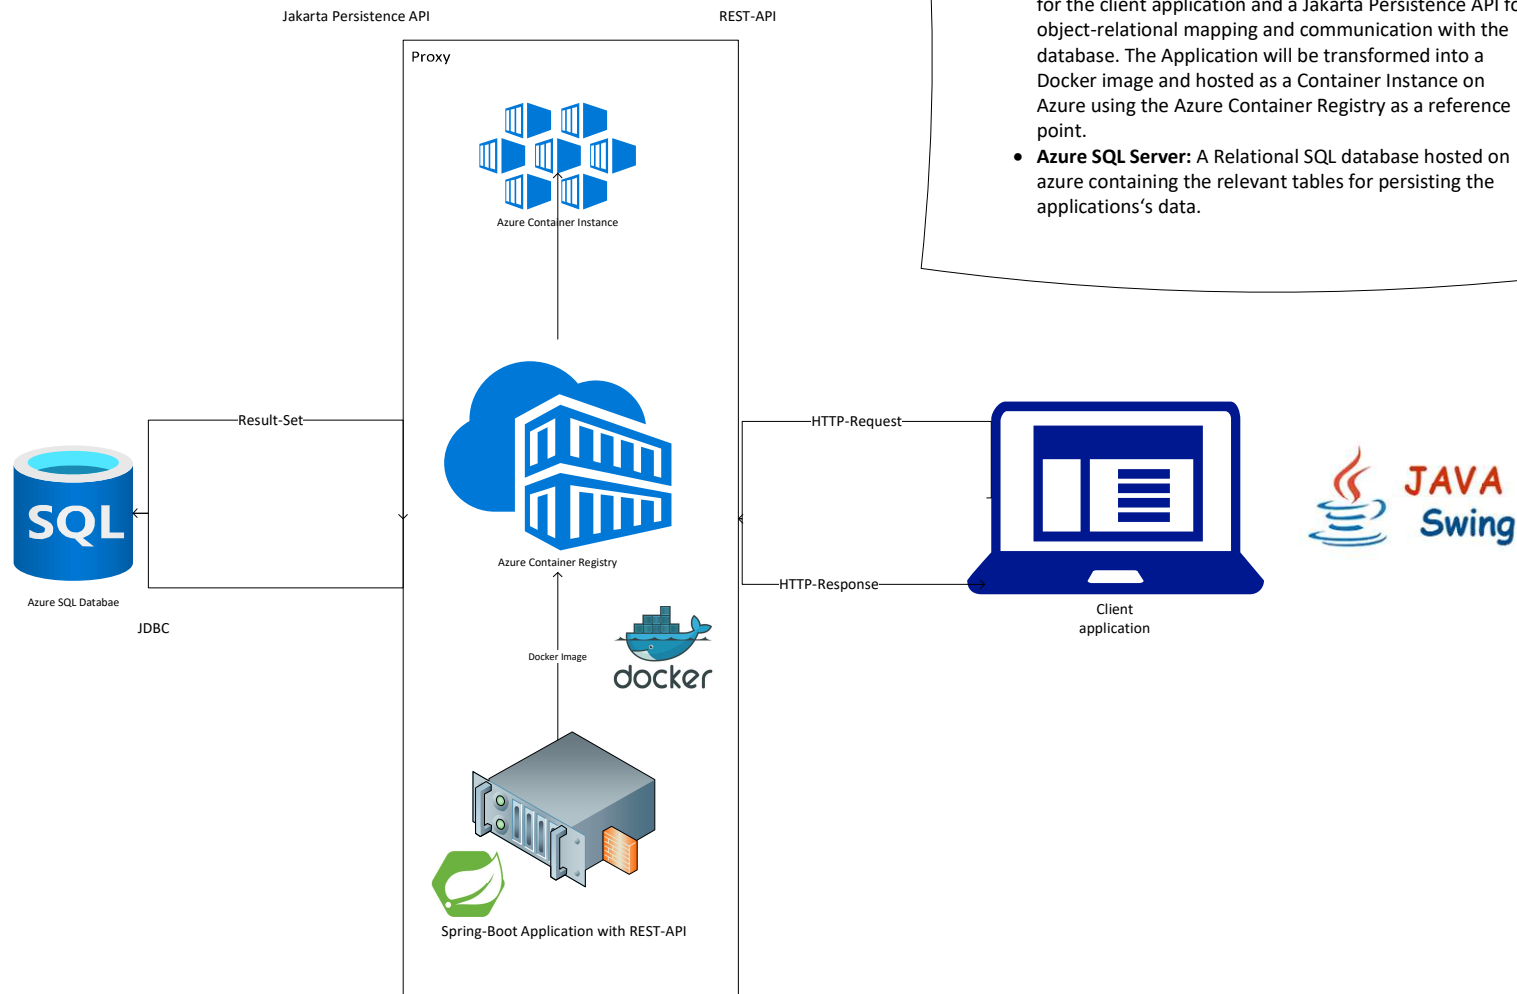 Jakarta Persistence API
REST-API
for the client application and a Jakarta Persistence API fo
object-relational mapping and communication with the
database. The Application will be transformed into a
Docker image and hosted as a Container Instance on
Azure using the Azure Container Registry as a reference
point.
• Azure SQL Server: A Relational SQL database hosted on
azure containing the relevant tables for persisting the
applications‘s data.
Proxy
Azure Container Instance
Result-Set
HTTP-Request
SQL
JAVA
Swing
Azure Container Registry
HTTP-Response
Azure SQL Databae
Client
application
JDBC
Docker Image
docker
Spring-Boot Application with REST-API